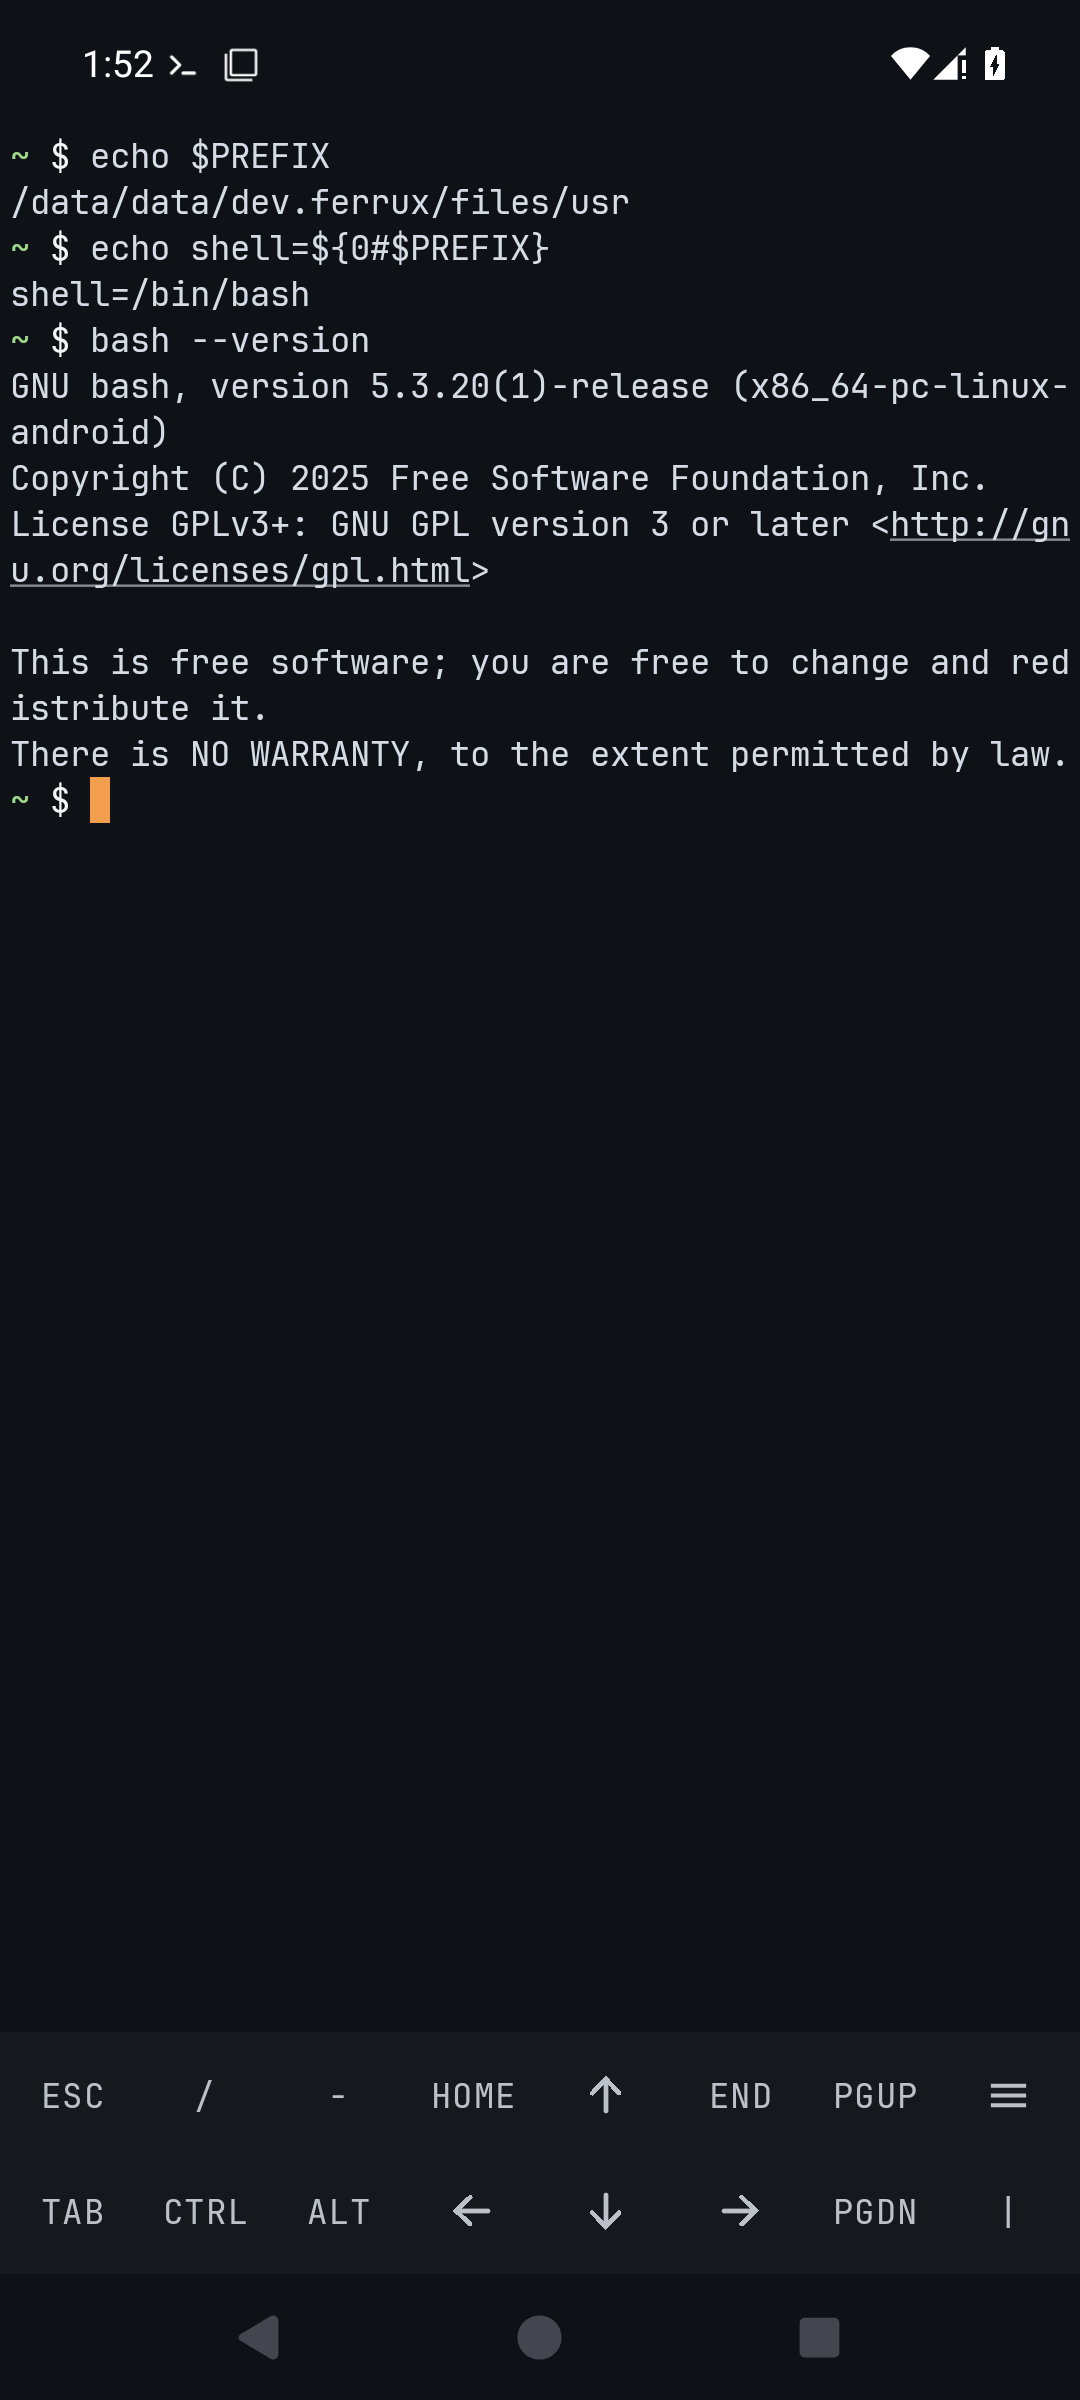 1:52
~ $ echo $PREFIX
/data/data/dev.ferrux/files/usr
~ $ echo shell=${0#$PREFIX}
shell=/bin/bash
~ $ bash --version
GNU bash, version 5.3.20(1)-release (x86_64-pc-linux-
android)
Copyright (C) 2025 Free Software Foundation, Inc.
License GPLv3+: GNU GPL version 3 or later <http://gn
u.org/licenses/gpl.html>
This is free software; you are free to change and red
istribute it.
There is NO WARRANTY, to the extent permitted by law.
~ $
ESC / - HOME ↑ END PGUP ☰
TAB CTRL ALT ← ↓ → PGDN |